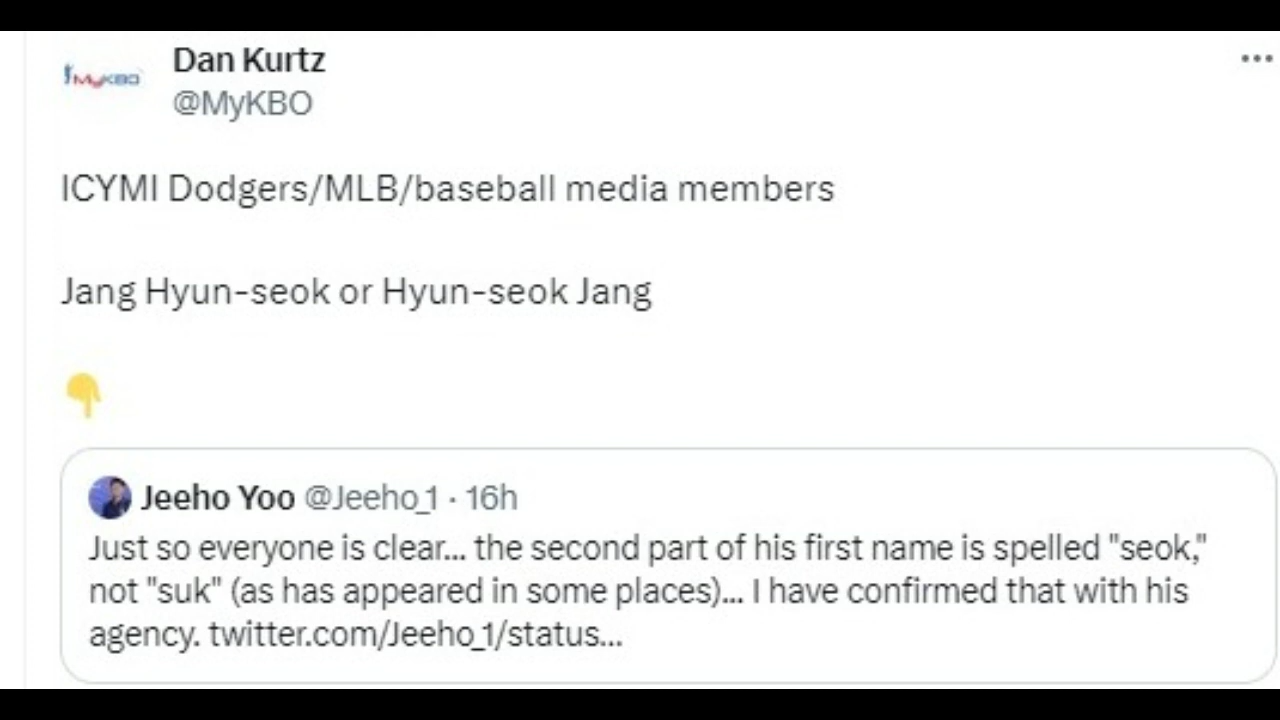 MyKBO
Dan Kurtz
@MyKBO
ICYMI Dodgers/MLB/baseball media members
Jang Hyun-seok or Hyun-seok Jang
👇
Jeeho Yoo @Jeeho_1 · 16h
Just so everyone is clear... the second part of his first name is spelled "seok,"
not "suk" (as has appeared in some places)... I have confirmed that with his
agency. twitter.com/Jeeho_1/status...